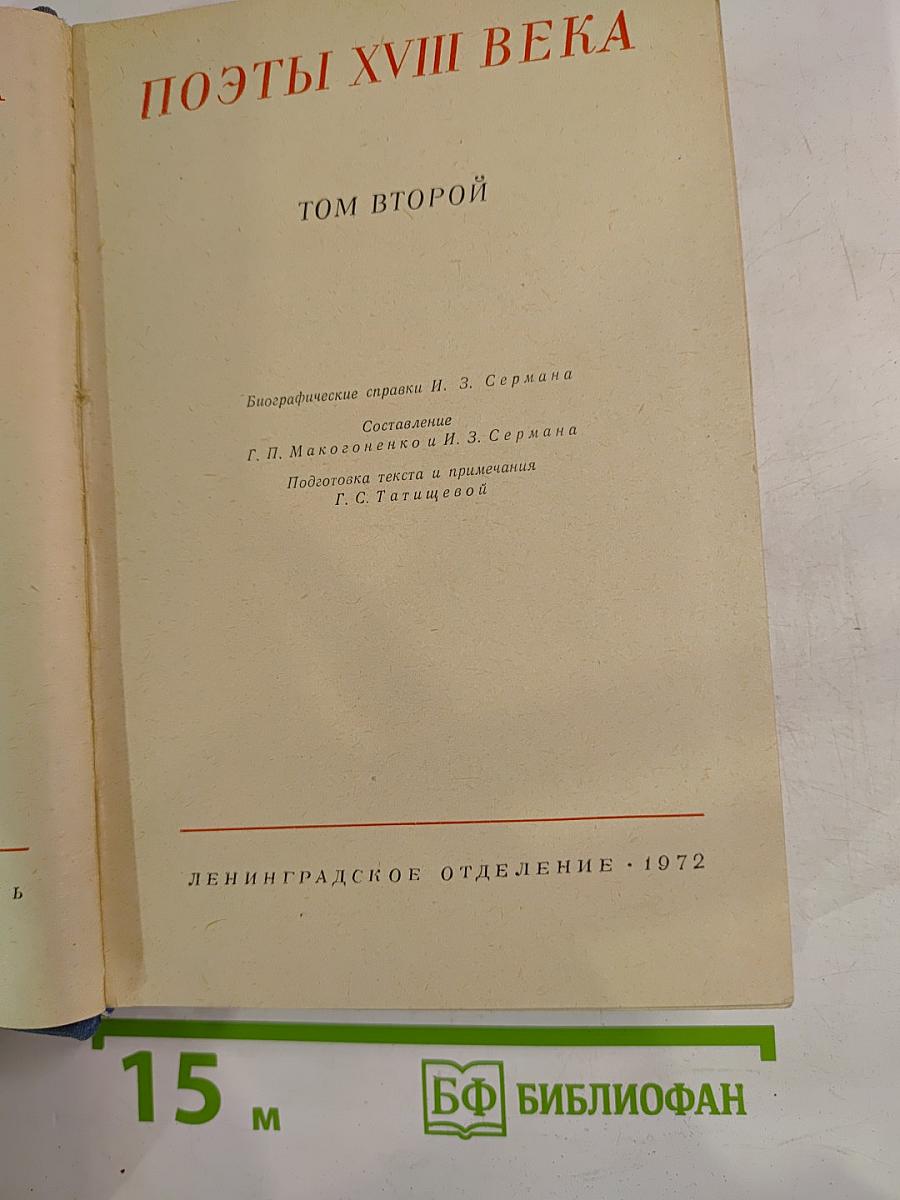 ПОЭТЫ XVIII ВЕКА
ТОМ ВТОРОЙ
Биографические справки И. З. Сермана
Составление
Г. П. Макогоненко и И. З. Сермана
Подготовка текста и примечания
Г. С. Татищевой
ЛЕНИНГРАДСКОЕ ОТДЕЛЕНИЕ · 1972
Ь
15 м
БФ БИБЛИОФАН